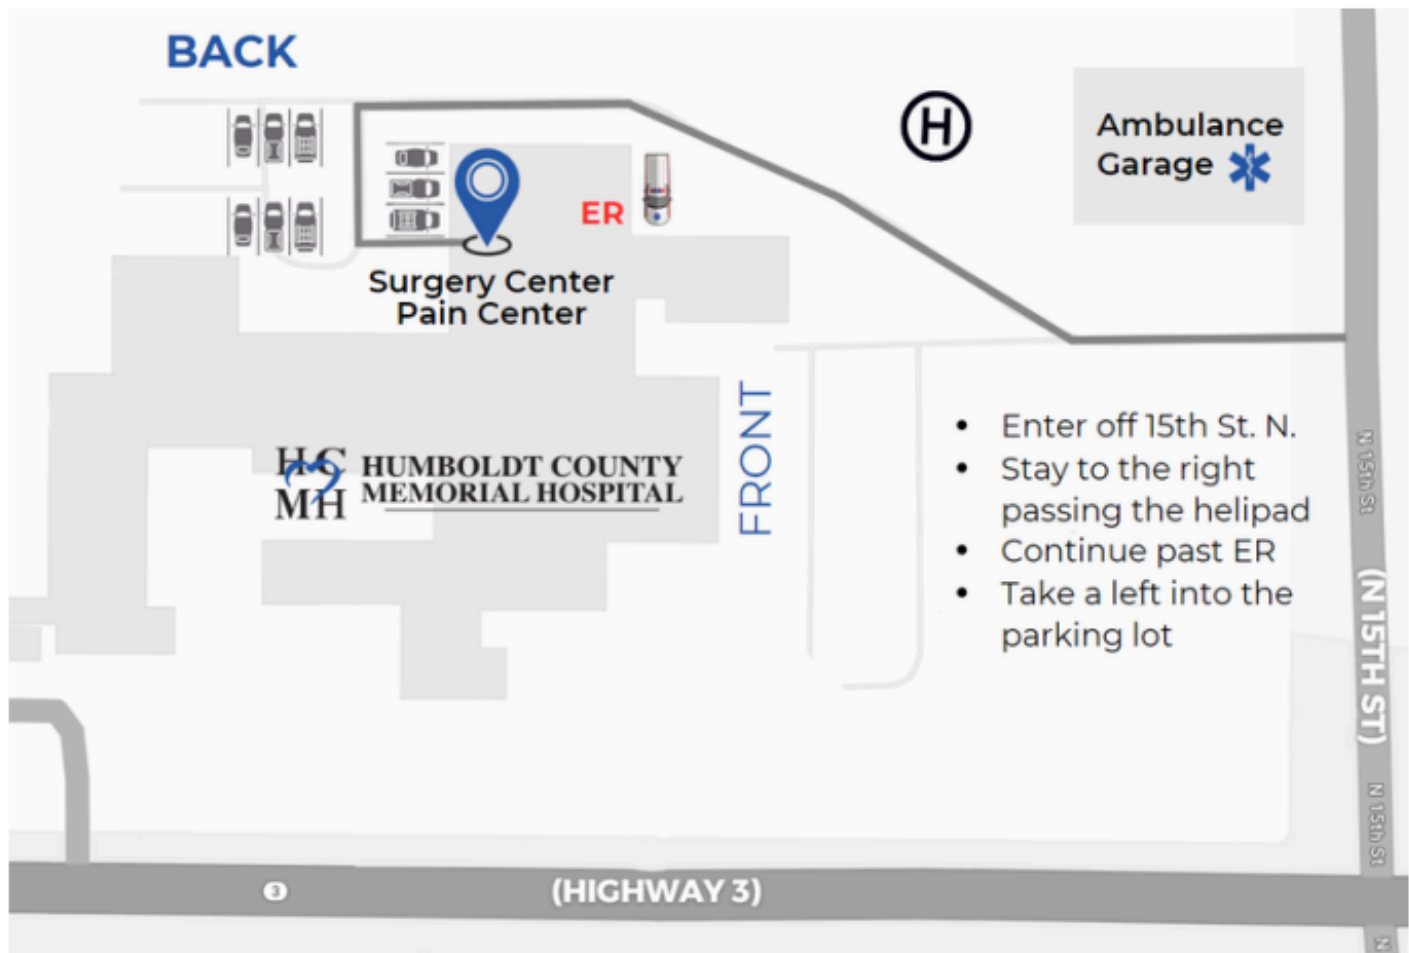 BACK
H
Ambulance
Garage
ER
Surgery Center
Pain Center
FRONT
HCMH
HUMBOLDT COUNTY
MEMORIAL HOSPITAL
• Enter off 15th St. N.
• Stay to the right
passing the helipad
• Continue past ER
• Take a left into the
parking lot
N 15th St
(N 15TH ST)
N 15th St
3
(HIGHWAY 3)
N